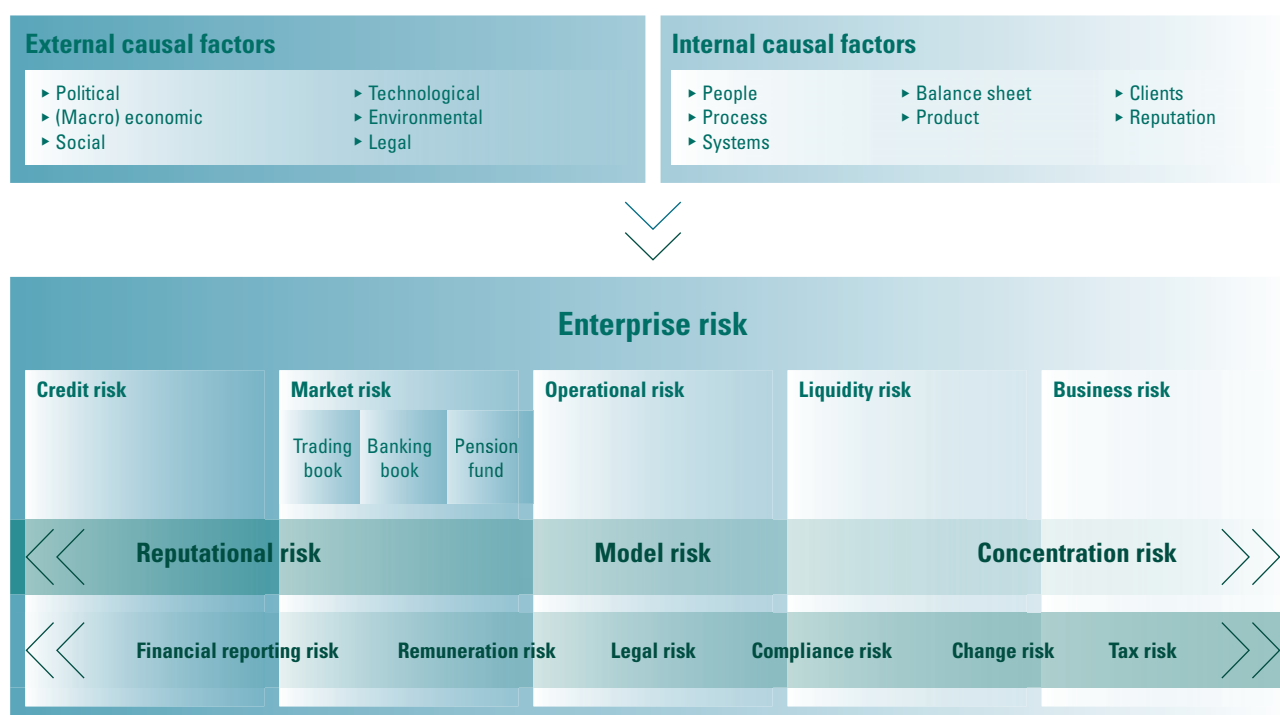 External causal factors
▸ Political
▸ (Macro) economic
▸ Social
▸ Technological
▸ Environmental
▸ Legal
Internal causal factors
▸ People
▸ Process
▸ Systems
▸ Balance sheet
▸ Product
▸ Clients
▸ Reputation
Enterprise risk
Credit risk
Market risk
Trading
book
Banking
book
Pension
fund
Operational risk
Liquidity risk
Business risk
Reputational risk
Model risk
Concentration risk
Financial reporting risk
Remuneration risk
Legal risk
Compliance risk
Change risk
Tax risk